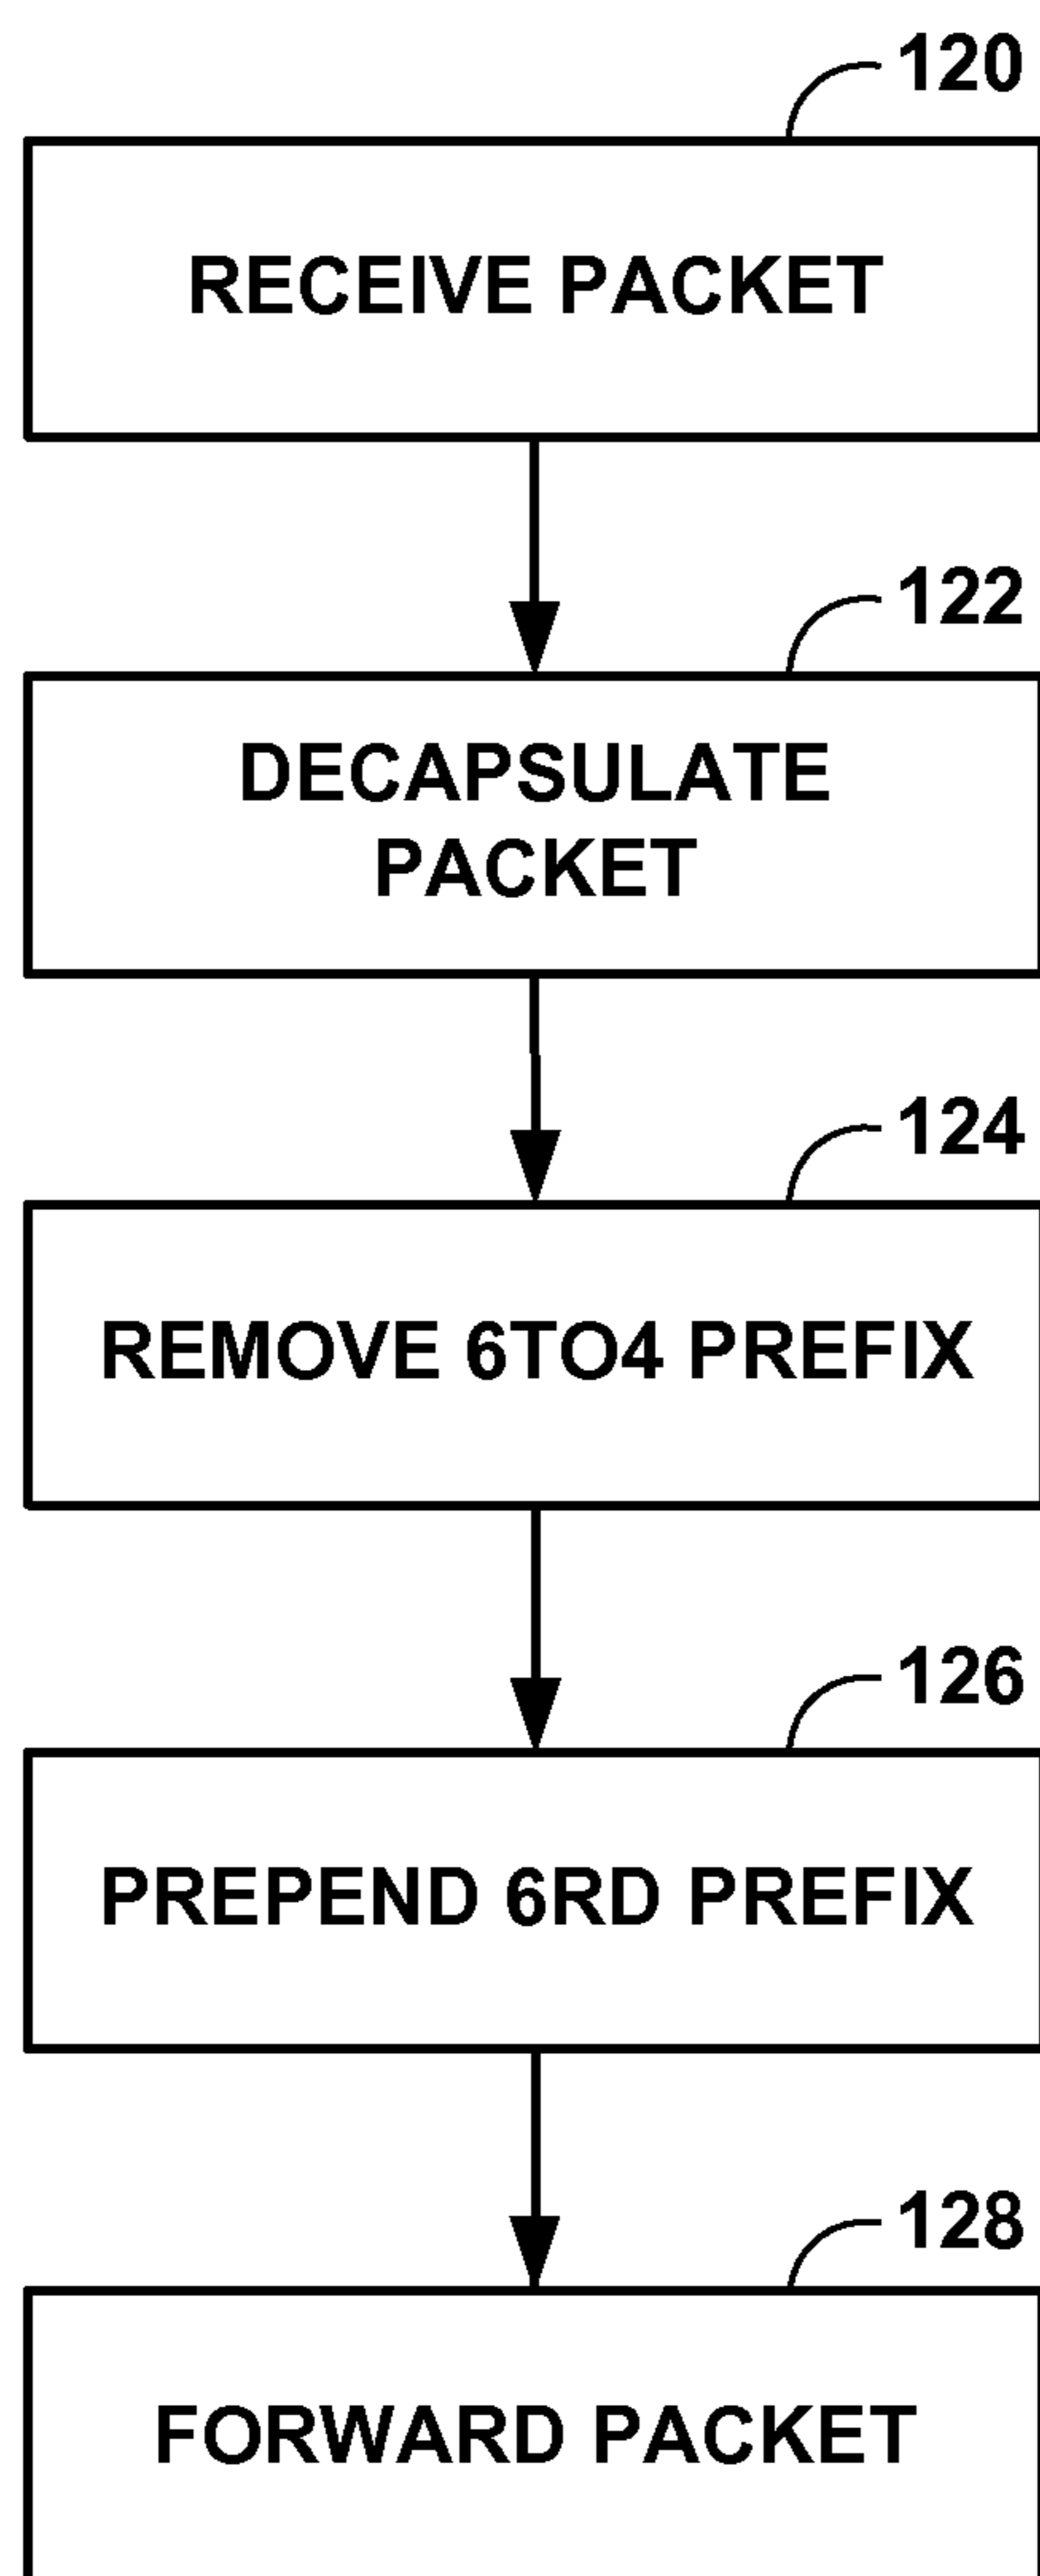 120
RECEIVE PACKET
122
DECAPSULATE
PACKET
124
REMOVE 6TO4 PREFIX
126
PREPEND 6RD PREFIX
128
FORWARD PACKET